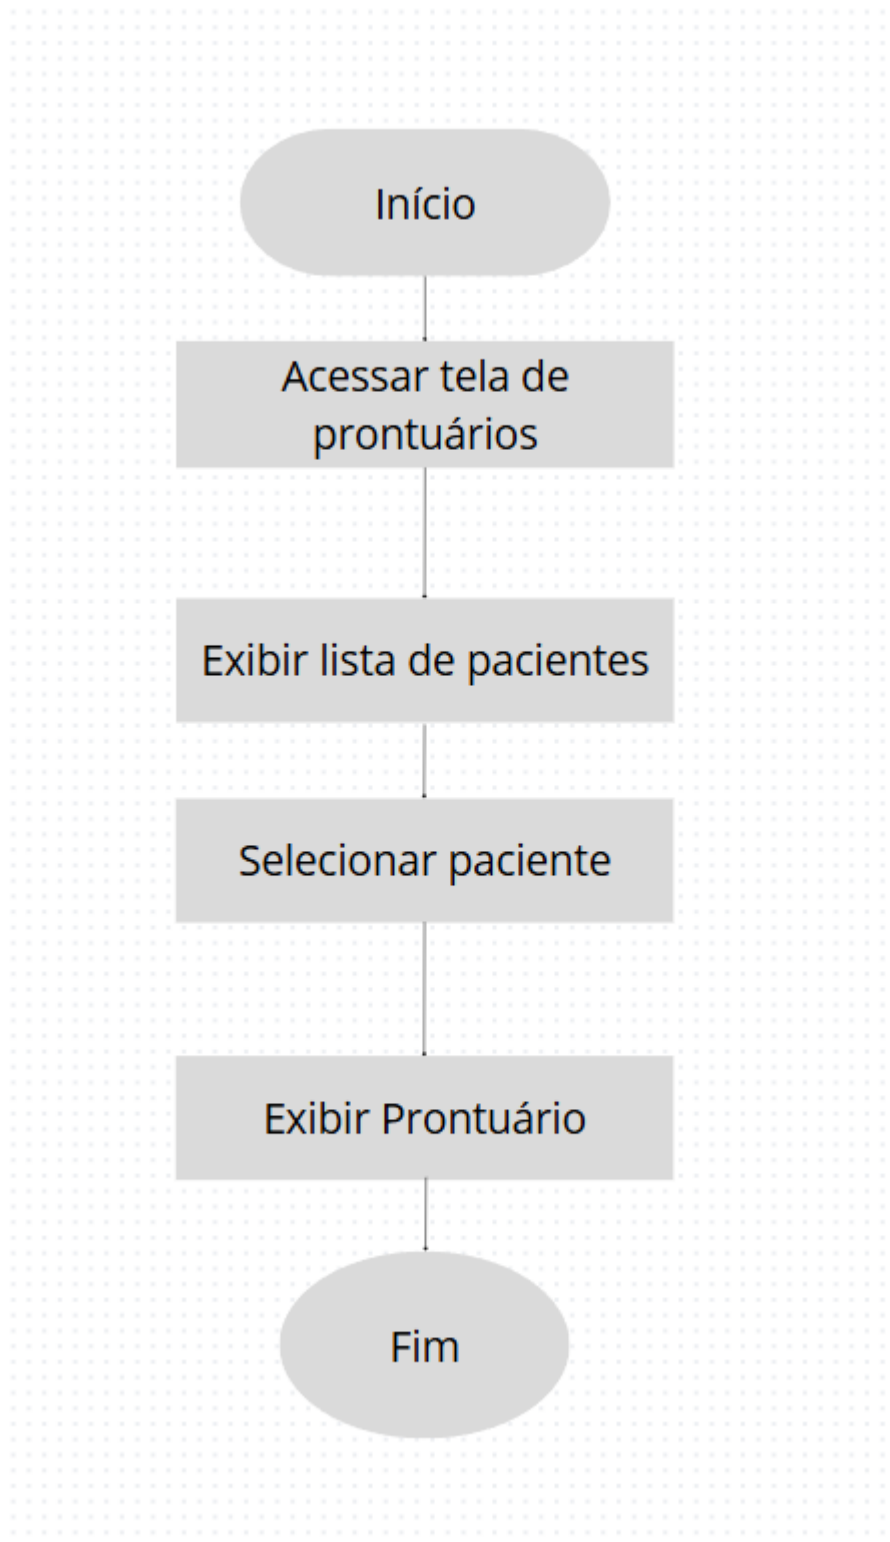 Início
Acessar tela de
prontuários
Exibir lista de pacientes
Selecionar paciente
Exibir Prontuário
Fim